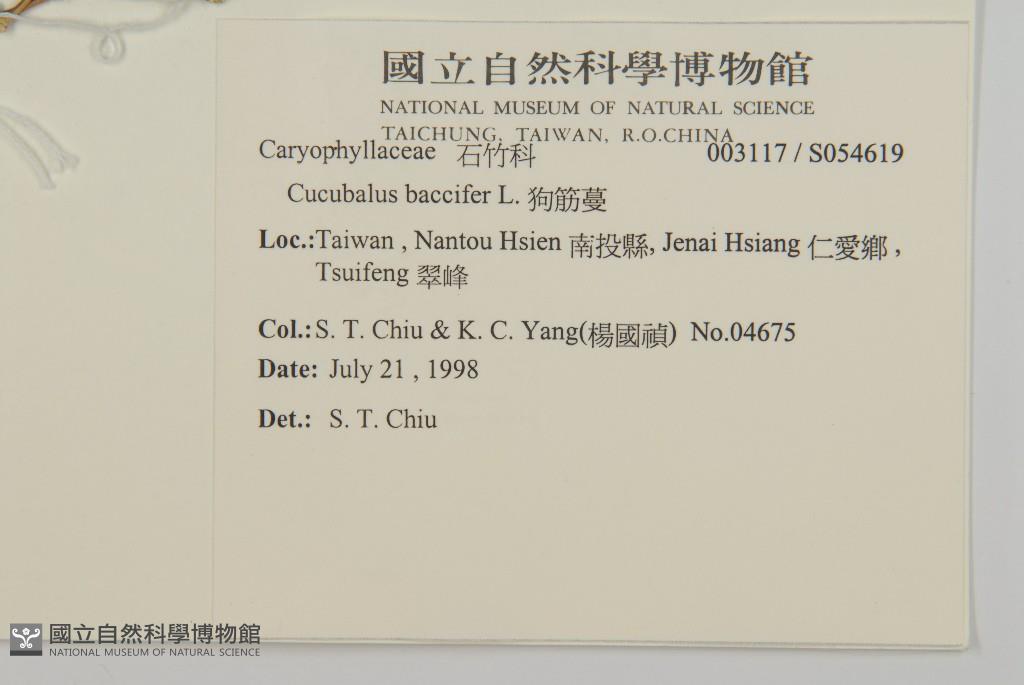 國立自然科學博物館
NATIONAL MUSEUM OF NATURAL SCIENCE
TAICHUNG, TAIWAN, R.O.CHINA
Caryophyllaceae 石竹科 003117 / S054619
Cucubalus baccifer L. 狗筋蔓
Loc.:Taiwan , Nantou Hsien 南投縣, Jenai Hsiang 仁愛鄉 ,
Tsuifeng 翠峰
Col.: S. T. Chiu & K. C. Yang(楊國禎) No.04675
Date: July 21 , 1998
Det.: S. T. Chiu
國立自然科學博物館
NATIONAL MUSEUM OF NATURAL SCIENCE